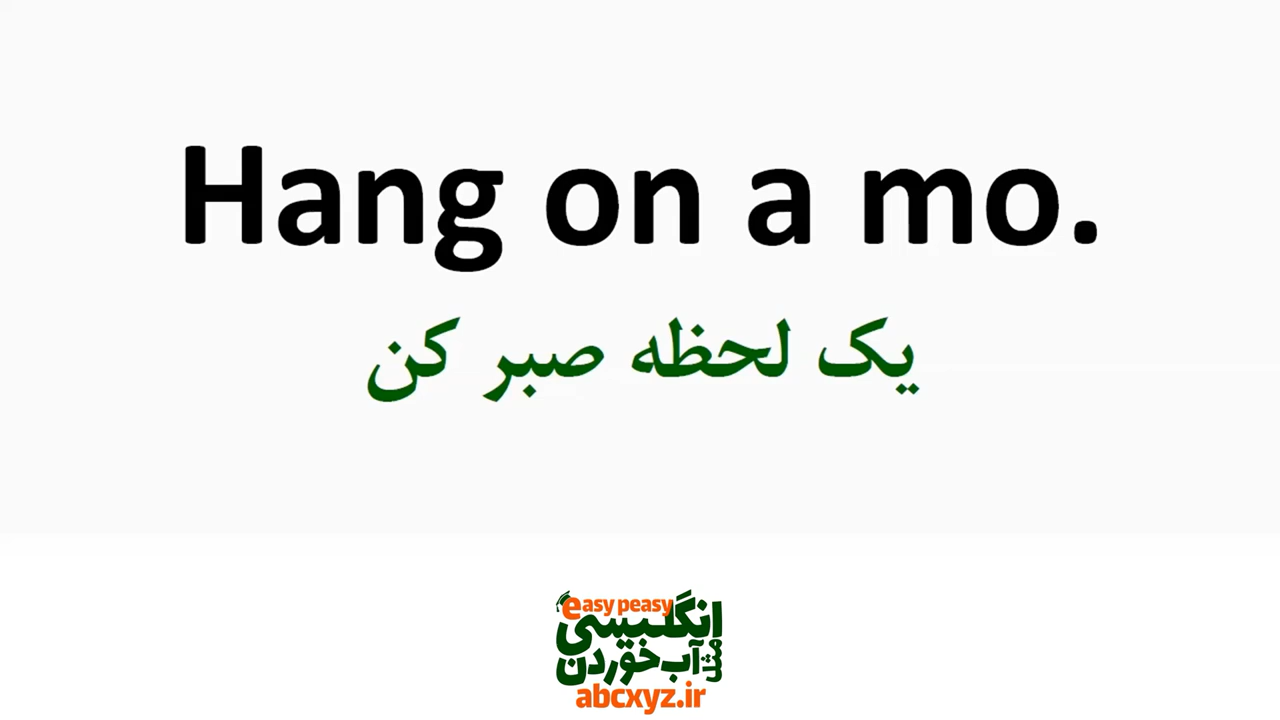 Hang on a mo.
یک لحظه صبر کن
easy peasy
انگلیسی
مثل آب خوردن
abcxyz.ir